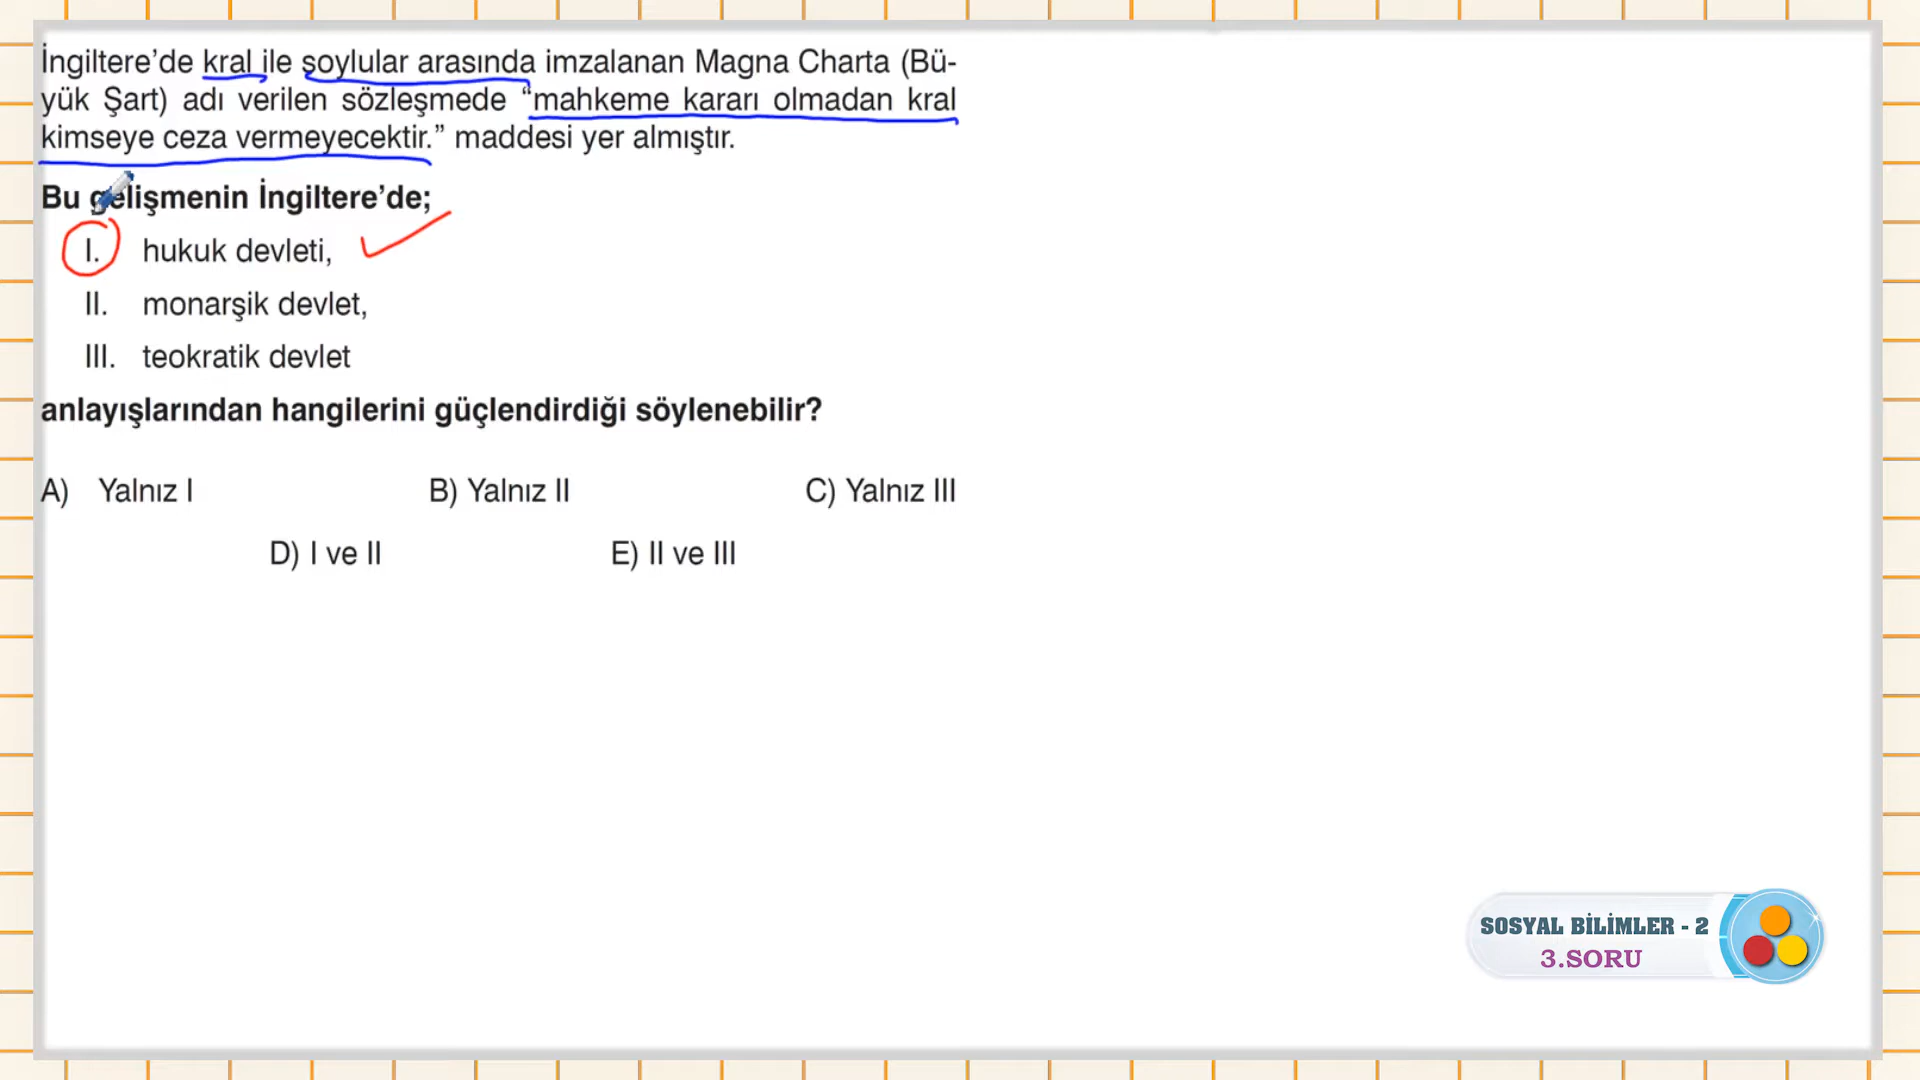 İngiltere’de kral ile soylular arasında imzalanan Magna Charta (Bü-
yük Şart) adı verilen sözleşmede “mahkeme kararı olmadan kral
kimseye ceza vermeyecektir.” maddesi yer almıştır.
Bu gelişmenin İngiltere’de;
I. hukuk devleti,
II. monarşik devlet,
III. teokratik devlet
anlayışlarından hangilerini güçlendirdiği söylenebilir?
A) Yalnız I B) Yalnız II C) Yalnız III
D) I ve II E) II ve III
SOSYAL BİLİMLER - 2
3.SORU